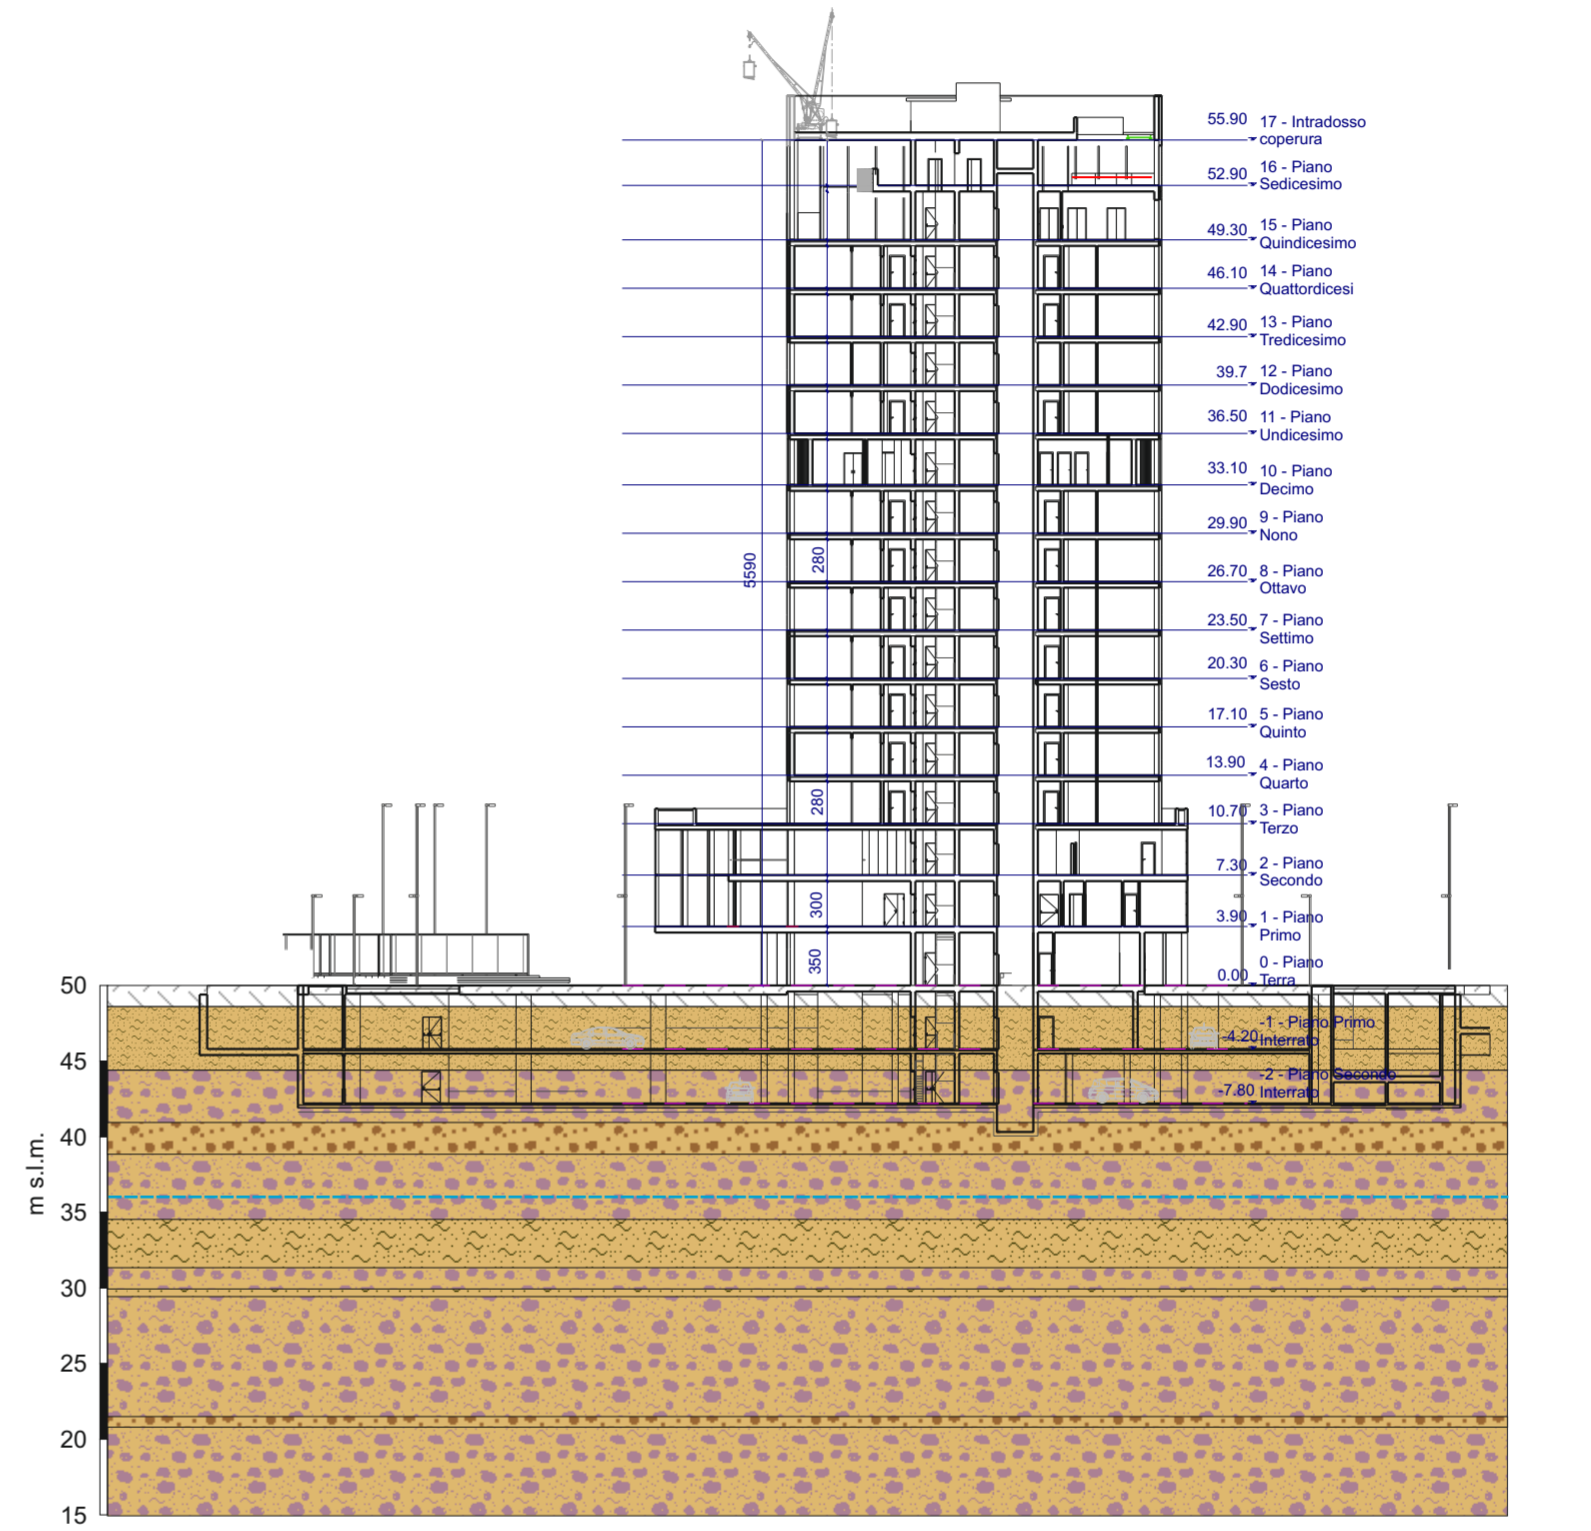 55.90 17 - Intradosso
coperura
52.90 16 - Piano
Sedicesimo
49.30 15 - Piano
Quindicesimo
46.10 14 - Piano
Quattordicesi
42.90 13 - Piano
Tredicesimo
39.7 12 - Piano
Dodicesimo
36.50 11 - Piano
Undicesimo
33.10 10 - Piano
Decimo
29.90 9 - Piano
Nono
5590
280
26.70 8 - Piano
Ottavo
23.50 7 - Piano
Settimo
20.30 6 - Piano
Sesto
17.10 5 - Piano
Quinto
13.90 4 - Piano
Quarto
280
10.70 3 - Piano
Terzo
7.30 2 - Piano
Secondo
300
3.90 1 - Piano
Primo
350
0 - Piano
0.00 Terra
50
-1 - Piano Primo
-4.20 Interrato
45
-2 - Piano Secondo
-7.80 Interrato
40
m s.l.m.
35
30
25
20
15